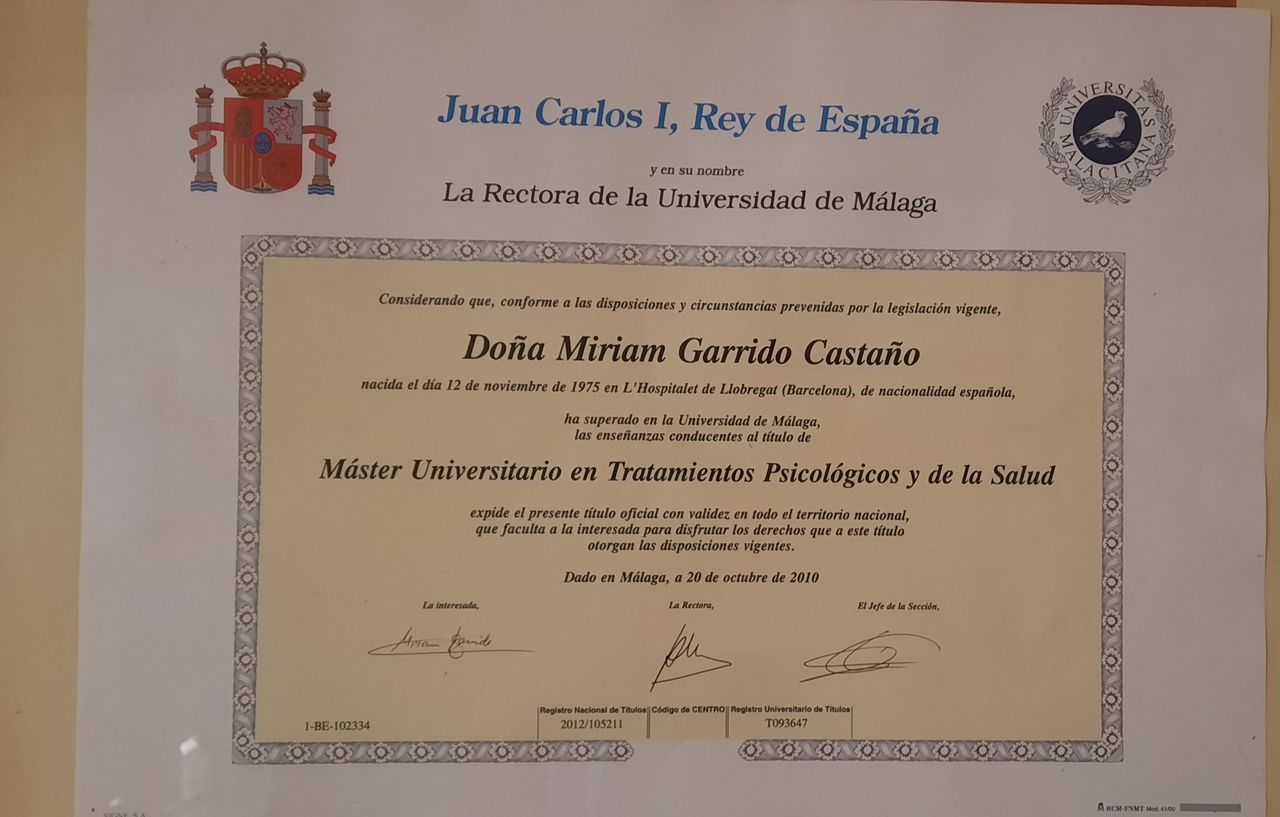 Juan Carlos I, Rey de España
UNIVERSITAS MALACITANA
y en su nombre
La Rectora de la Universidad de Málaga
Considerando que, conforme a las disposiciones y circunstancias prevenidas por la legislación vigente,
Doña Miriam Garrido Castaño
nacida el día 12 de noviembre de 1975 en L'Hospitalet de Llobregat (Barcelona), de nacionalidad española,
ha superado en la Universidad de Málaga,
las enseñanzas conducentes al título de
Máster Universitario en Tratamientos Psicológicos y de la Salud
expide el presente título oficial con validez en todo el territorio nacional,
que faculta a la interesada para disfrutar los derechos que a este título
otorgan las disposiciones vigentes.
Dado en Málaga, a 20 de octubre de 2010
La interesada, La Rectora, El Jefe de la Sección,
Miriam Garrido
Registro Nacional de Títulos Código de CENTRO Registro Universitario de Títulos
1-BE-102334 2012/105211 T093647
SIGNE, S.A. RCM-FNMT Mod. 41/00